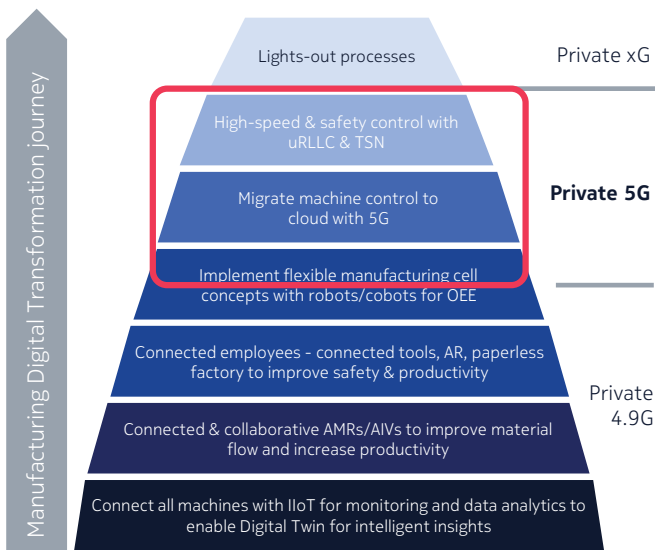 Manufacturing Digital Transformation journey
Lights-out processes
Private xG
High-speed & safety control with
uRLLC & TSN
Migrate machine control to
cloud with 5G
Private 5G
Implement flexible manufacturing cell
concepts with robots/cobots for OEE
Connected employees - connected tools, AR, paperless
factory to improve safety & productivity
Private
4.9G
Connected & collaborative AMRs/AIVs to improve material
flow and increase productivity
Connect all machines with IIoT for monitoring and data analytics to
enable Digital Twin for intelligent insights